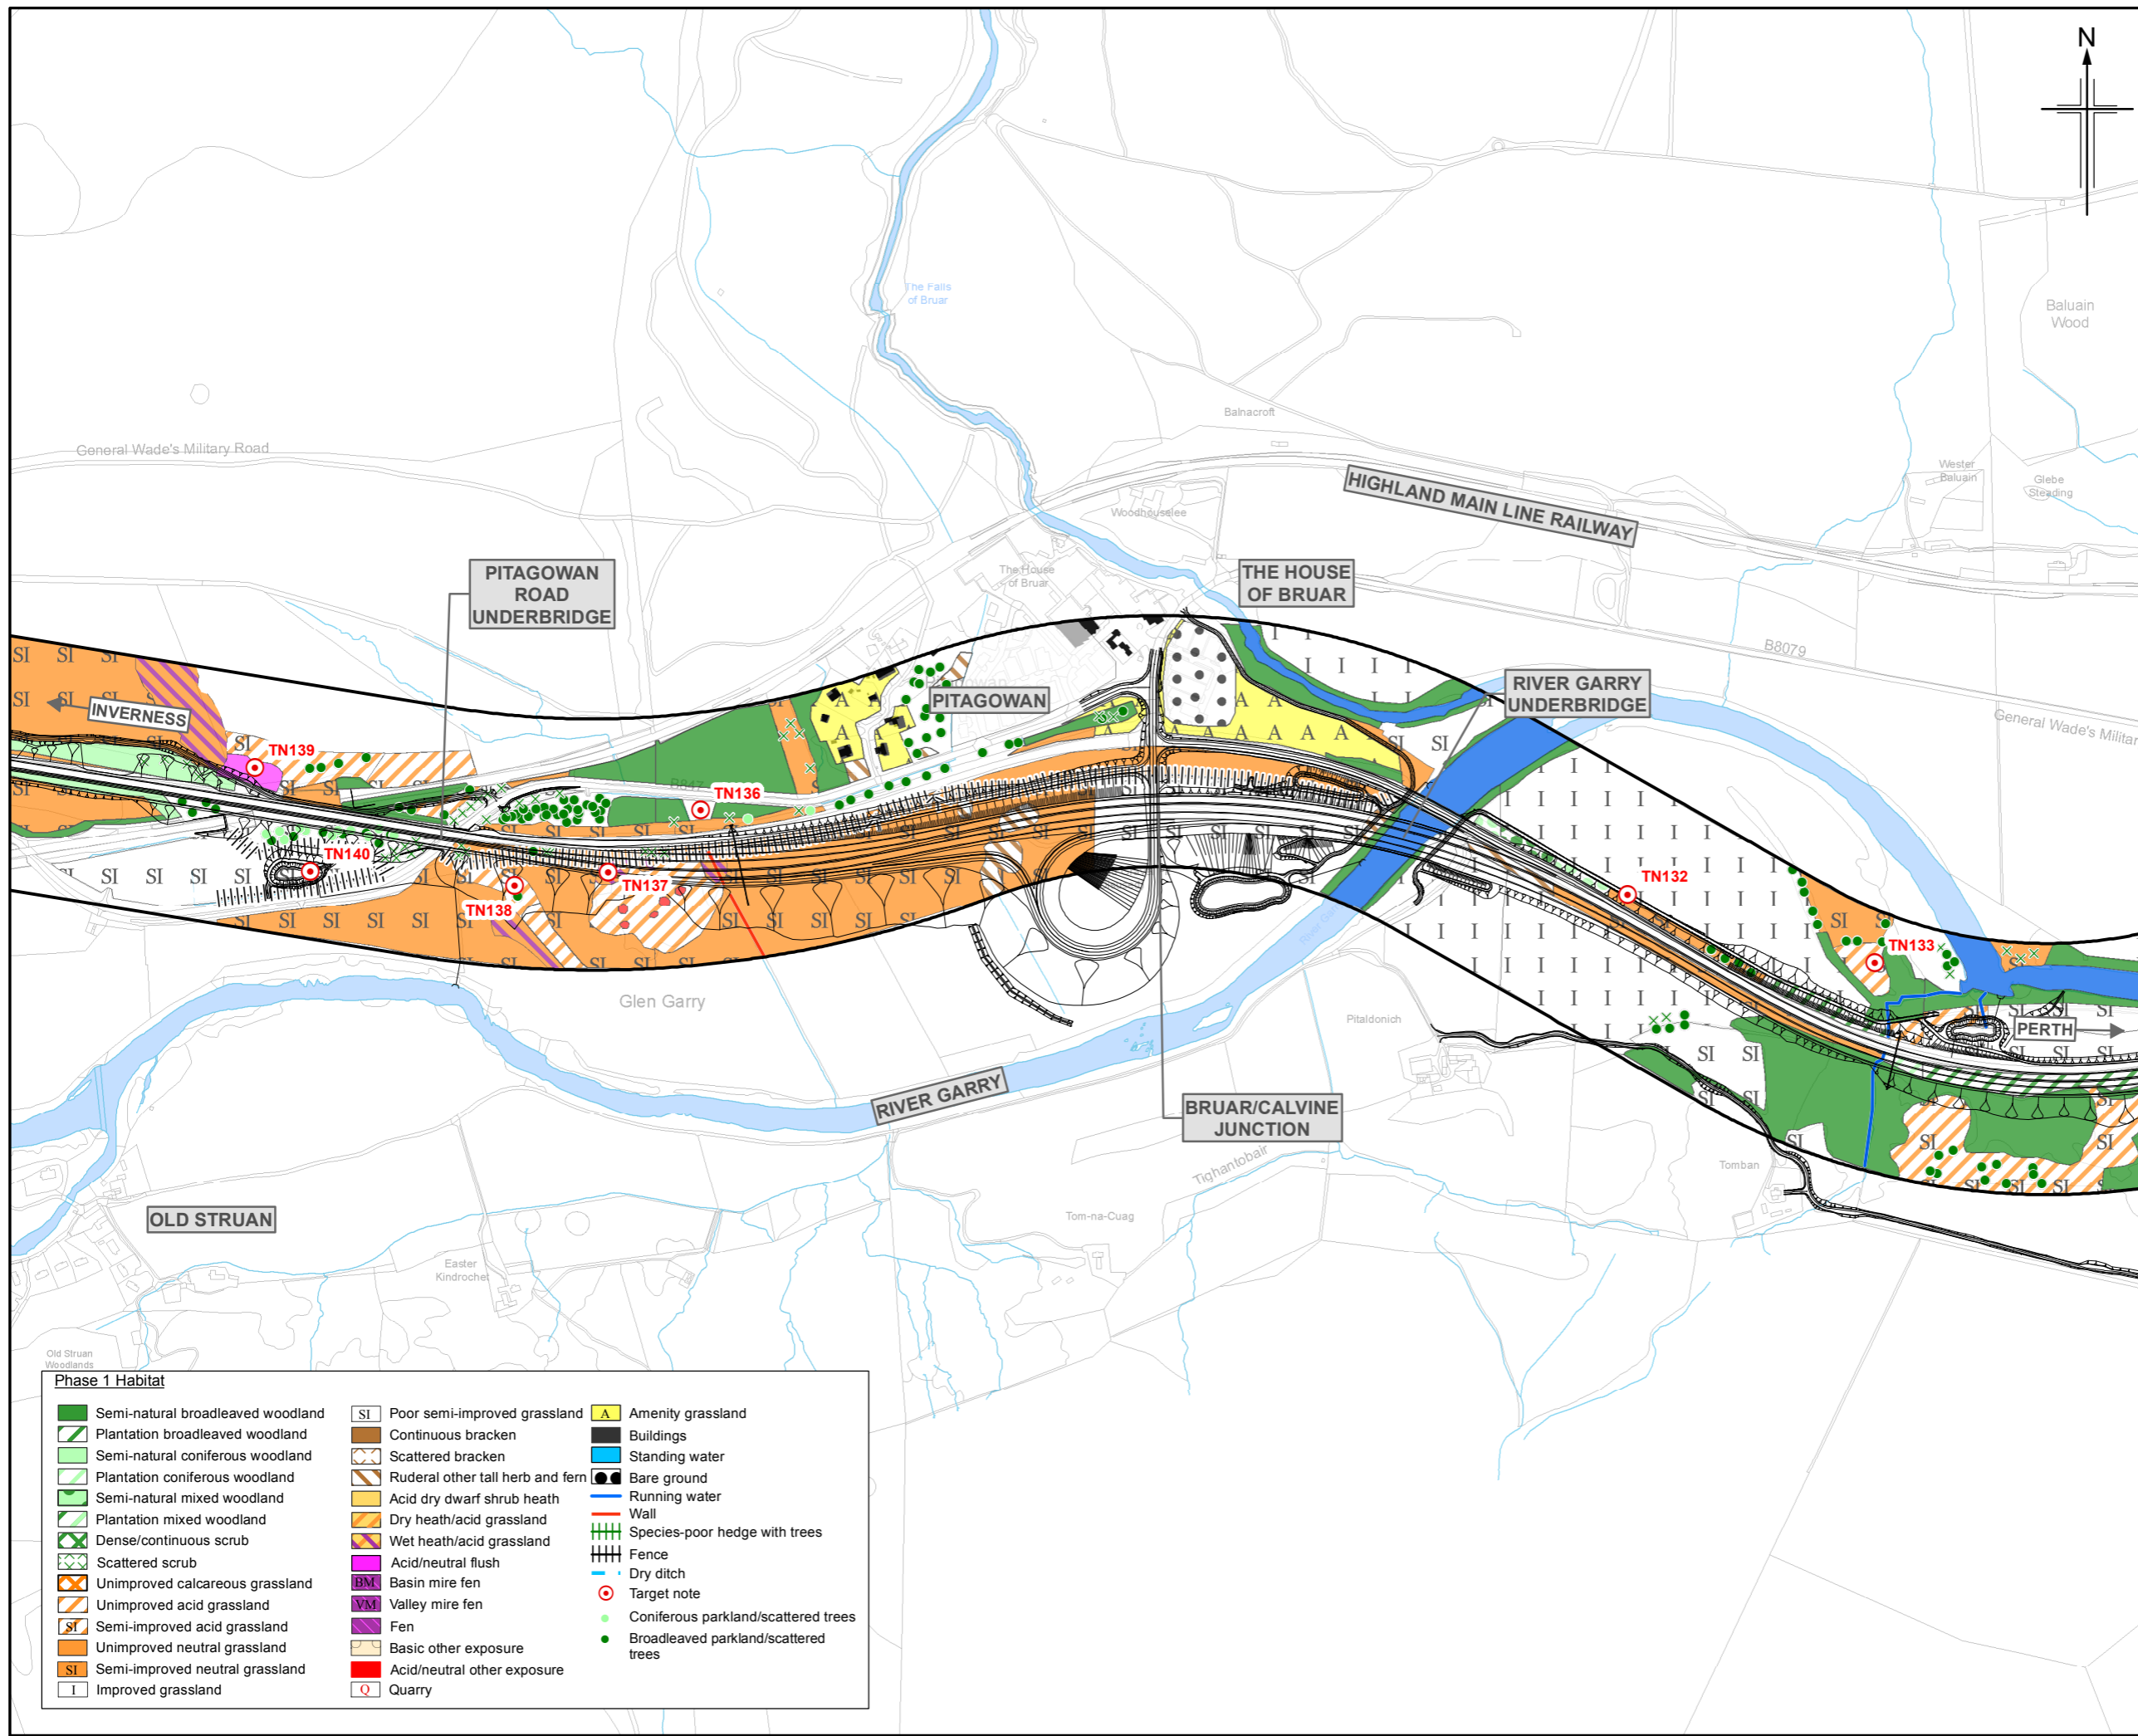 N
The Falls
of Bruar
Baluain
Wood
General Wade's Military Road
Balnacroft
HIGHLAND MAIN LINE RAILWAY
Wester
Baluain
Glebe
Steading
Woodhouselee
The House
of Bruar
PITAGOWAN
ROAD
UNDERBRIDGE
THE HOUSE
OF BRUAR
B8079
RIVER GARRY
UNDERBRIDGE
General Wade's Militar
INVERNESS
PITAGOWAN
TN139
B847
TN136
TN140
TN137
TN138
TN132
TN133
Glen Garry
Pitaldonich
PERTH
RIVER GARRY
BRUAR/CALVINE
JUNCTION
Tighantobair
Tomban
OLD STRUAN
Tom-na-Cuag
Easter
Kindrochet
Old Struan
Woodlands
Phase 1 Habitat
Semi-natural broadleaved woodland
Plantation broadleaved woodland
Semi-natural coniferous woodland
Plantation coniferous woodland
Semi-natural mixed woodland
Plantation mixed woodland
Dense/continuous scrub
Scattered scrub
Unimproved calcareous grassland
Unimproved acid grassland
SI Semi-improved acid grassland
Unimproved neutral grassland
SI Semi-improved neutral grassland
I Improved grassland
SI Poor semi-improved grassland
Continuous bracken
Scattered bracken
Ruderal other tall herb and fern
Acid dry dwarf shrub heath
Dry heath/acid grassland
Wet heath/acid grassland
Acid/neutral flush
BM Basin mire fen
VM Valley mire fen
Fen
Basic other exposure
Acid/neutral other exposure
Q Quarry
A Amenity grassland
Buildings
Standing water
Bare ground
Running water
Wall
Species-poor hedge with trees
Fence
Dry ditch
Target note
Coniferous parkland/scattered trees
Broadleaved parkland/scattered
trees